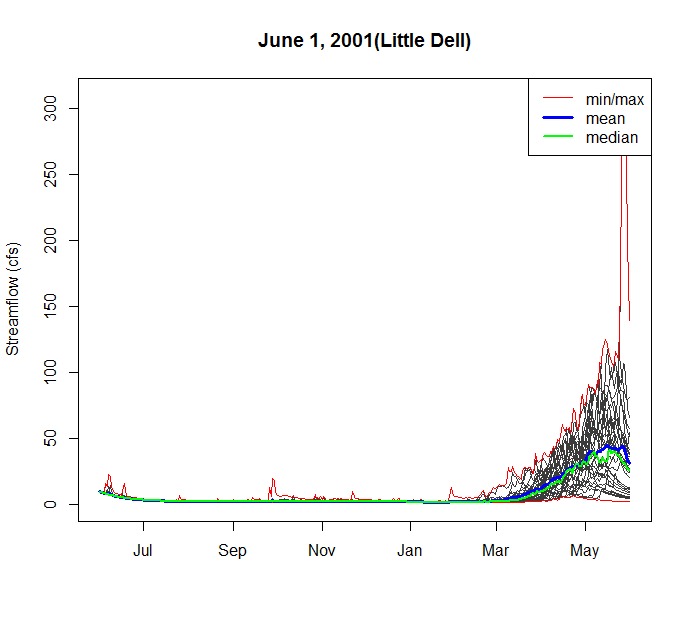 June 1, 2001(Little Dell)
min/max
mean
median
Streamflow (cfs)
300
250
200
150
100
50
0
Jul Sep Nov Jan Mar May